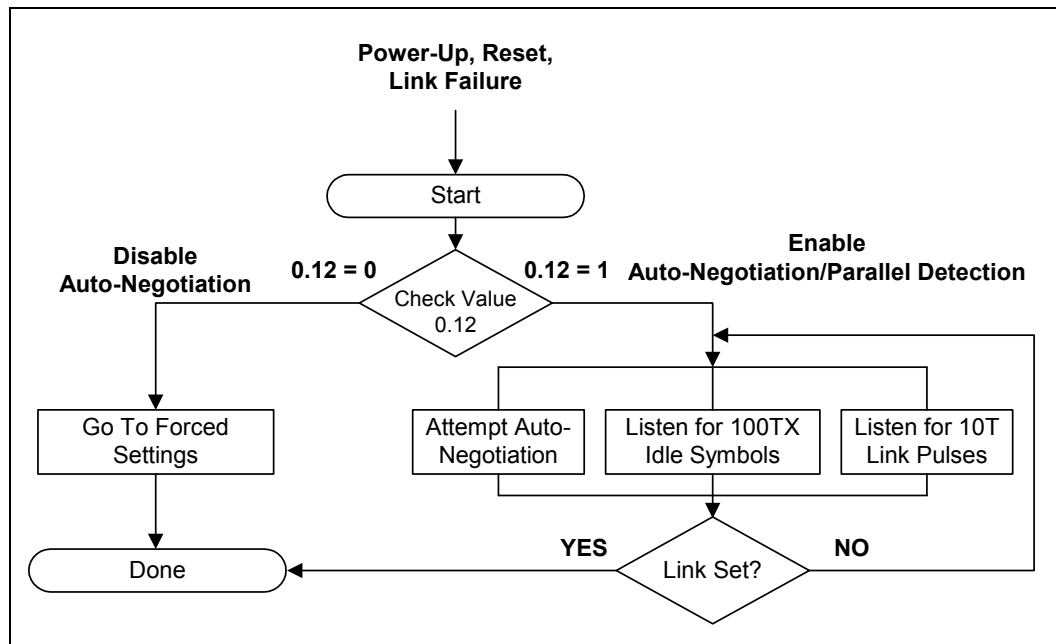 Power-Up, Reset,
Link Failure
Start
Disable
Auto-Negotiation
0.12 = 0
0.12 = 1
Enable
Auto-Negotiation/Parallel Detection
Check Value
0.12
Go To Forced
Settings
Attempt Auto-
Negotiation
Listen for 100TX
Idle Symbols
Listen for 10T
Link Pulses
Done
YES
Link Set?
NO